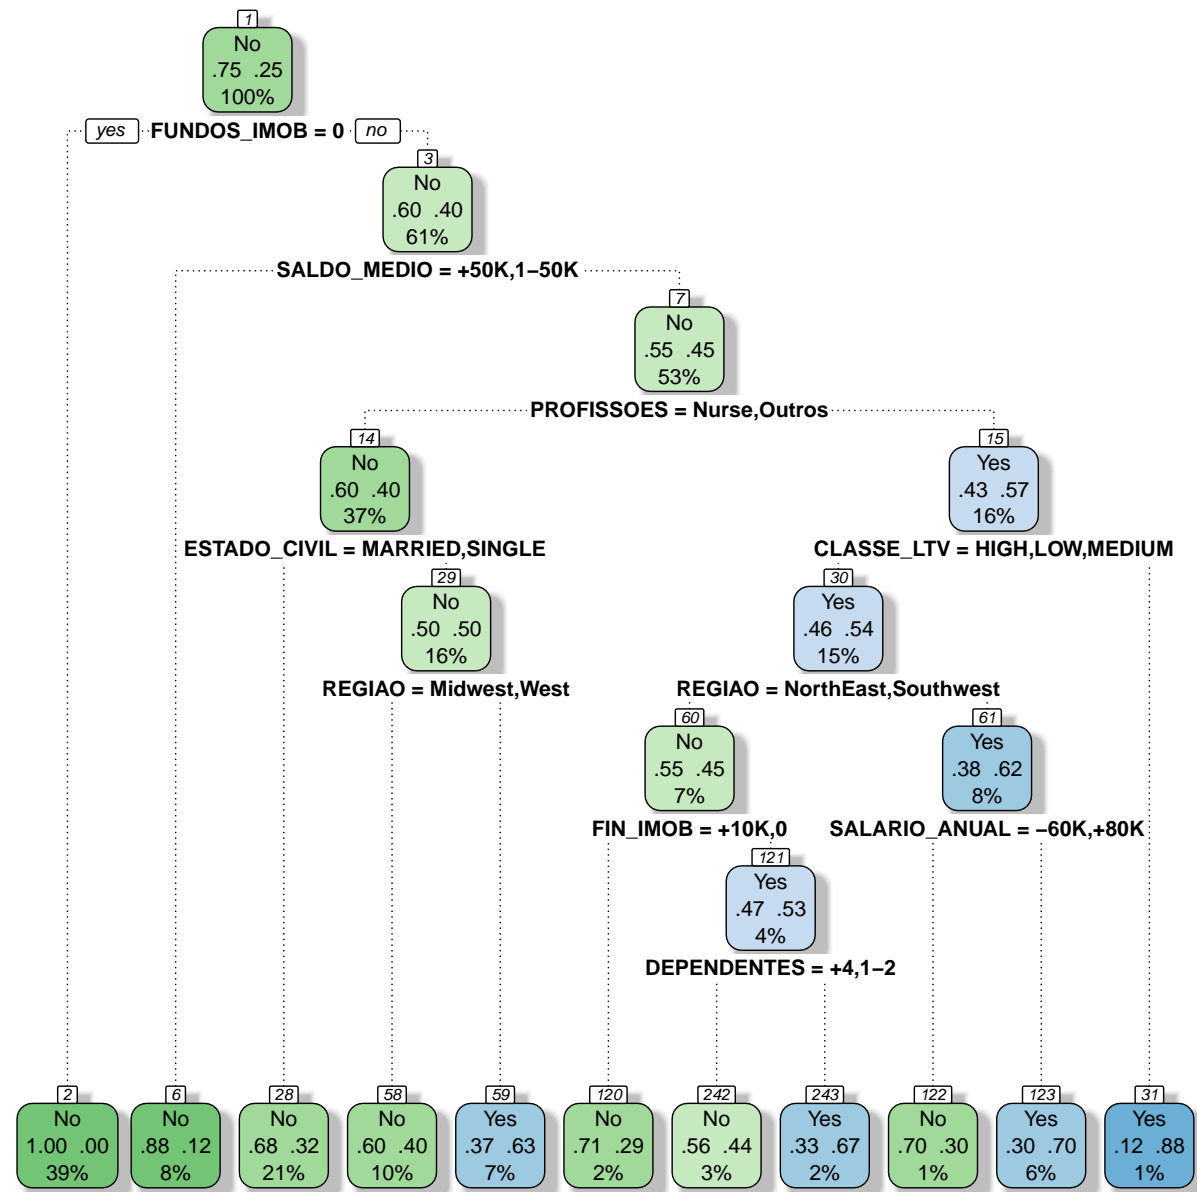 1
No
.75 .25
100%
yes FUNDOS_IMOB = 0 no
3
No
.60 .40
61%
SALDO_MEDIO = +50K,1−50K
7
No
.55 .45
53%
PROFISSOES = Nurse,Outros
14 15
No Yes
.60 .40 .43 .57
37% 16%
ESTADO_CIVIL = MARRIED,SINGLE CLASSE_LTV = HIGH,LOW,MEDIUM
29 30
No Yes
.50 .50 .46 .54
16% 15%
REGIAO = Midwest,West REGIAO = NorthEast,Southwest
60 61
No Yes
.55 .45 .38 .62
7% 8%
FIN_IMOB = +10K,0 SALARIO_ANUAL = −60K,+80K
121
Yes
.47 .53
4%
DEPENDENTES = +4,1−2
2 6 28 58 59 120 242 243 122 123 31
No No No No Yes No No Yes No Yes Yes
1.00 .00 .88 .12 .68 .32 .60 .40 .37 .63 .71 .29 .56 .44 .33 .67 .70 .30 .30 .70 .12 .88
39% 8% 21% 10% 7% 2% 3% 2% 1% 6% 1%